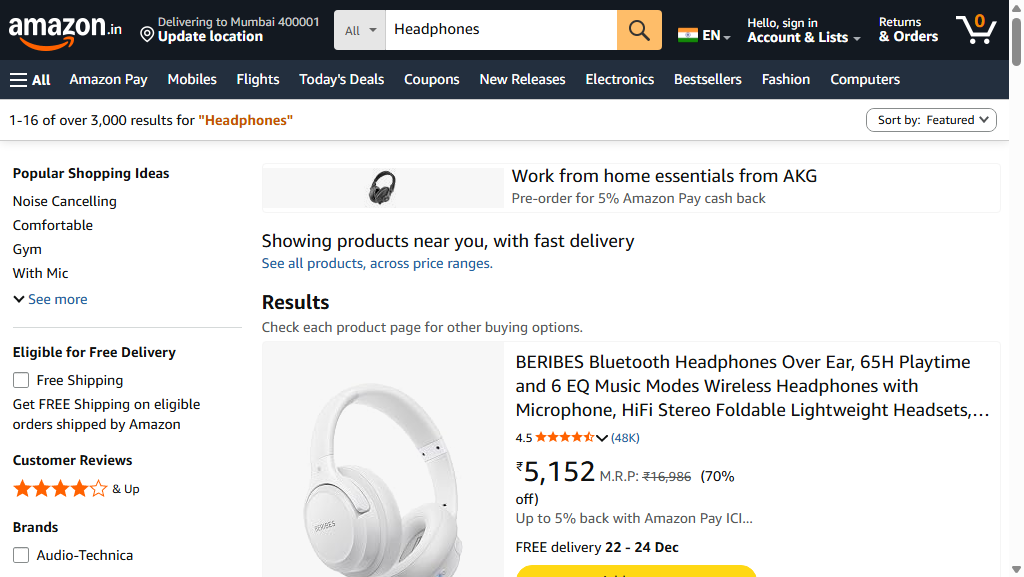 amazon.in
Delivering to Mumbai 400001
Update location
All
Headphones
EN
Hello, sign in
Account & Lists
Returns
& Orders
0
All
Amazon Pay
Mobiles
Flights
Today's Deals
Coupons
New Releases
Electronics
Bestsellers
Fashion
Computers
1-16 of over 3,000 results for "Headphones"
Sort by: Featured
Popular Shopping Ideas
Noise Cancelling
Comfortable
Gym
With Mic
See more
Eligible for Free Delivery
Free Shipping
Get FREE Shipping on eligible
orders shipped by Amazon
Customer Reviews
& Up
Brands
Audio-Technica
Work from home essentials from AKG
Pre-order for 5% Amazon Pay cash back
Showing products near you, with fast delivery
See all products, across price ranges.
Results
Check each product page for other buying options.
BERIBES
BERIBES Bluetooth Headphones Over Ear, 65H Playtime
and 6 EQ Music Modes Wireless Headphones with
Microphone, HiFi Stereo Foldable Lightweight Headsets,…
4.5 (48K)
₹5,152 M.R.P: ₹16,986 (70%
off)
Up to 5% back with Amazon Pay ICI…
FREE delivery 22 - 24 Dec